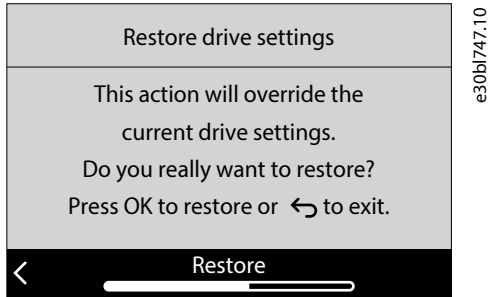 Restore drive settings
This action will override the
current drive settings.
Do you really want to restore?
Press OK to restore or ↩ to exit.
Restore
e30bl747.10